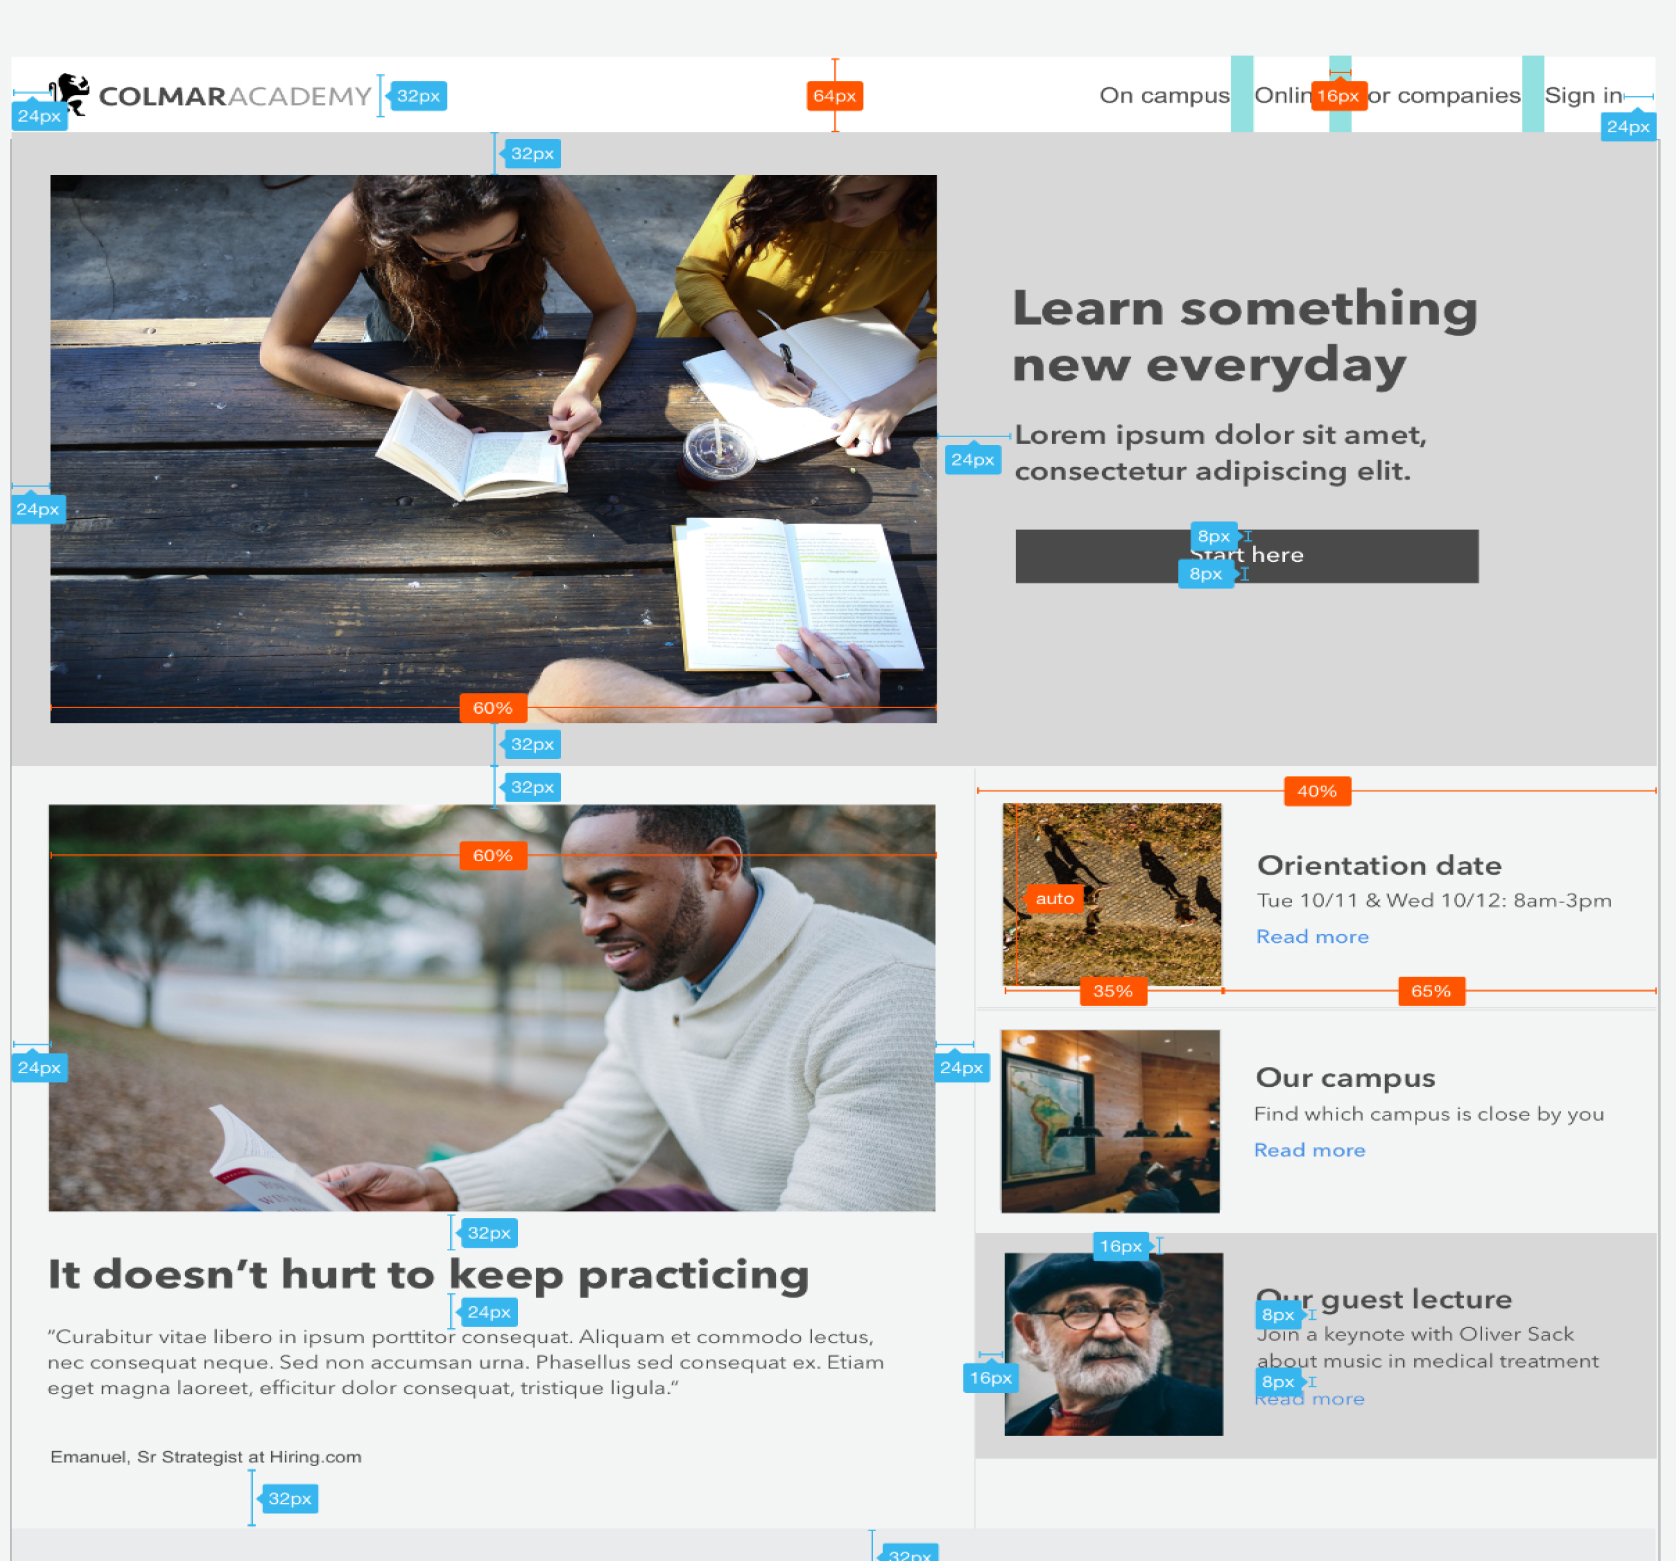 COLMARACADEMY
32px
64px
On campus
Onlin
16px
or companies
Sign in
24px
24px
32px
Learn something
new everyday
Lorem ipsum dolor sit amet,
consectetur adipiscing elit.
24px
24px
8px
Start here
8px
60%
32px
32px
40%
60%
Orientation date
auto
Tue 10/11 & Wed 10/12: 8am-3pm
Read more
35%
65%
24px
24px
Our campus
Find which campus is close by you
Read more
32px
16px
It doesn’t hurt to keep practicing
24px
“Curabitur vitae libero in ipsum porttitor consequat. Aliquam et commodo lectus,
nec consequat neque. Sed non accumsan urna. Phasellus sed consequat ex. Etiam
eget magna laoreet, efficitur dolor consequat, tristique ligula.“
Our guest lecture
8px
Join a keynote with Oliver Sack
about music in medical treatment
16px
8px
Read more
Emanuel, Sr Strategist at Hiring.com
32px
32px